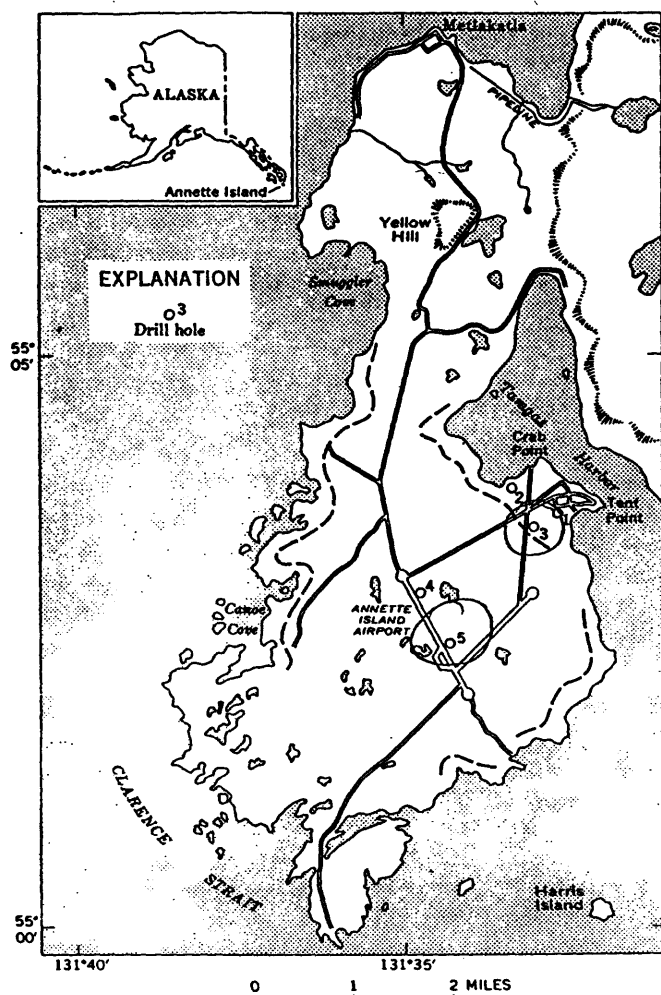 Metlakatla
ALASKA
Annette Island
PIPELINE
Yellow
Hill
EXPLANATION
3
Drill hole
Smuggler
Cove
55°
05'
Tamgas
Harbor
Crab
Point
2
1
3
Tent
Point
4
ANNETTE
ISLAND
AIRPORT
5
Canoe
Cove
CLARENCE
STRAIT
Harris
Island
55°
00'
131°40'
131°35'
0 1 2 MILES